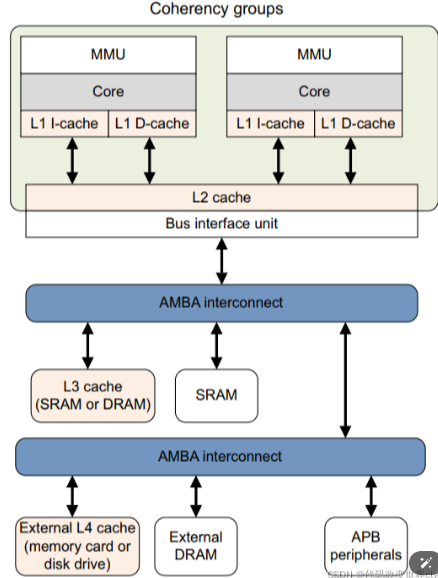 Coherency groups
MMU
MMU
Core
Core
L1 I-cache
L1 D-cache
L1 I-cache
L1 D-cache
L2 cache
Bus interface unit
AMBA interconnect
L3 cache
(SRAM or DRAM)
SRAM
AMBA interconnect
External L4 cache
(memory card or
disk drive)
External
DRAM
APB
peripherals
CSDN